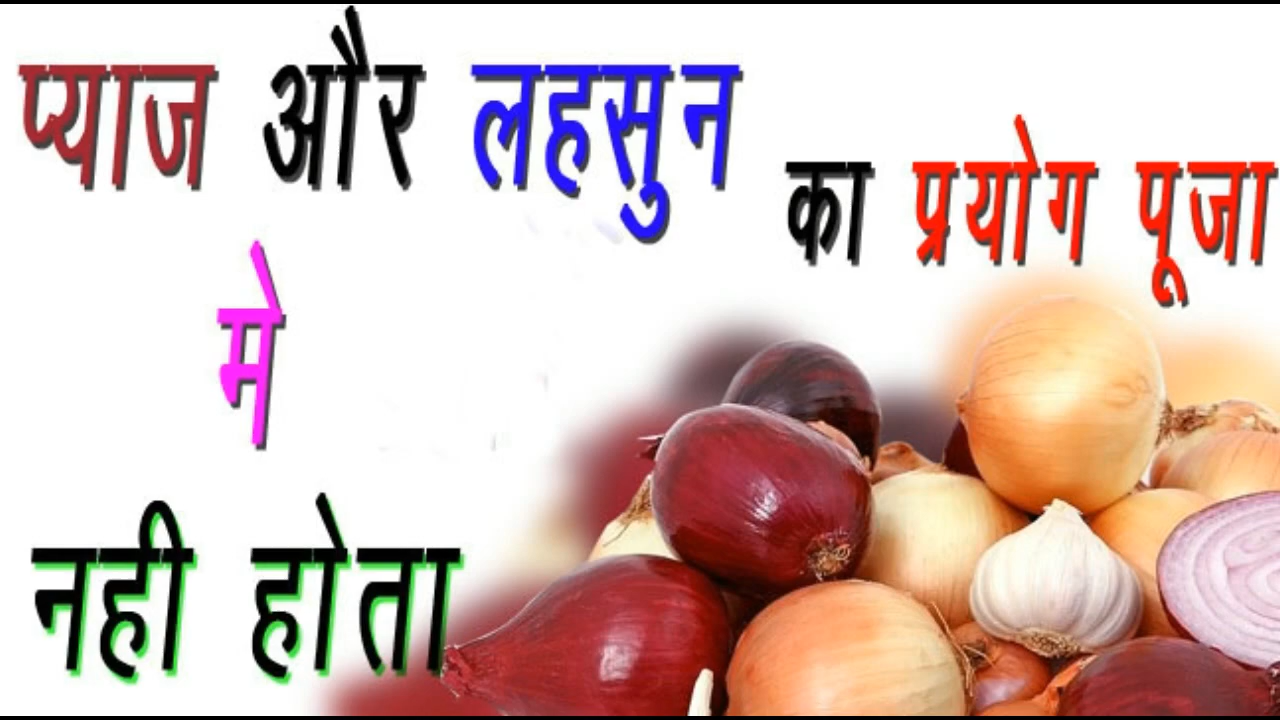 प्याज और लहसुन का प्रयोग पूजा
मे
नही होता